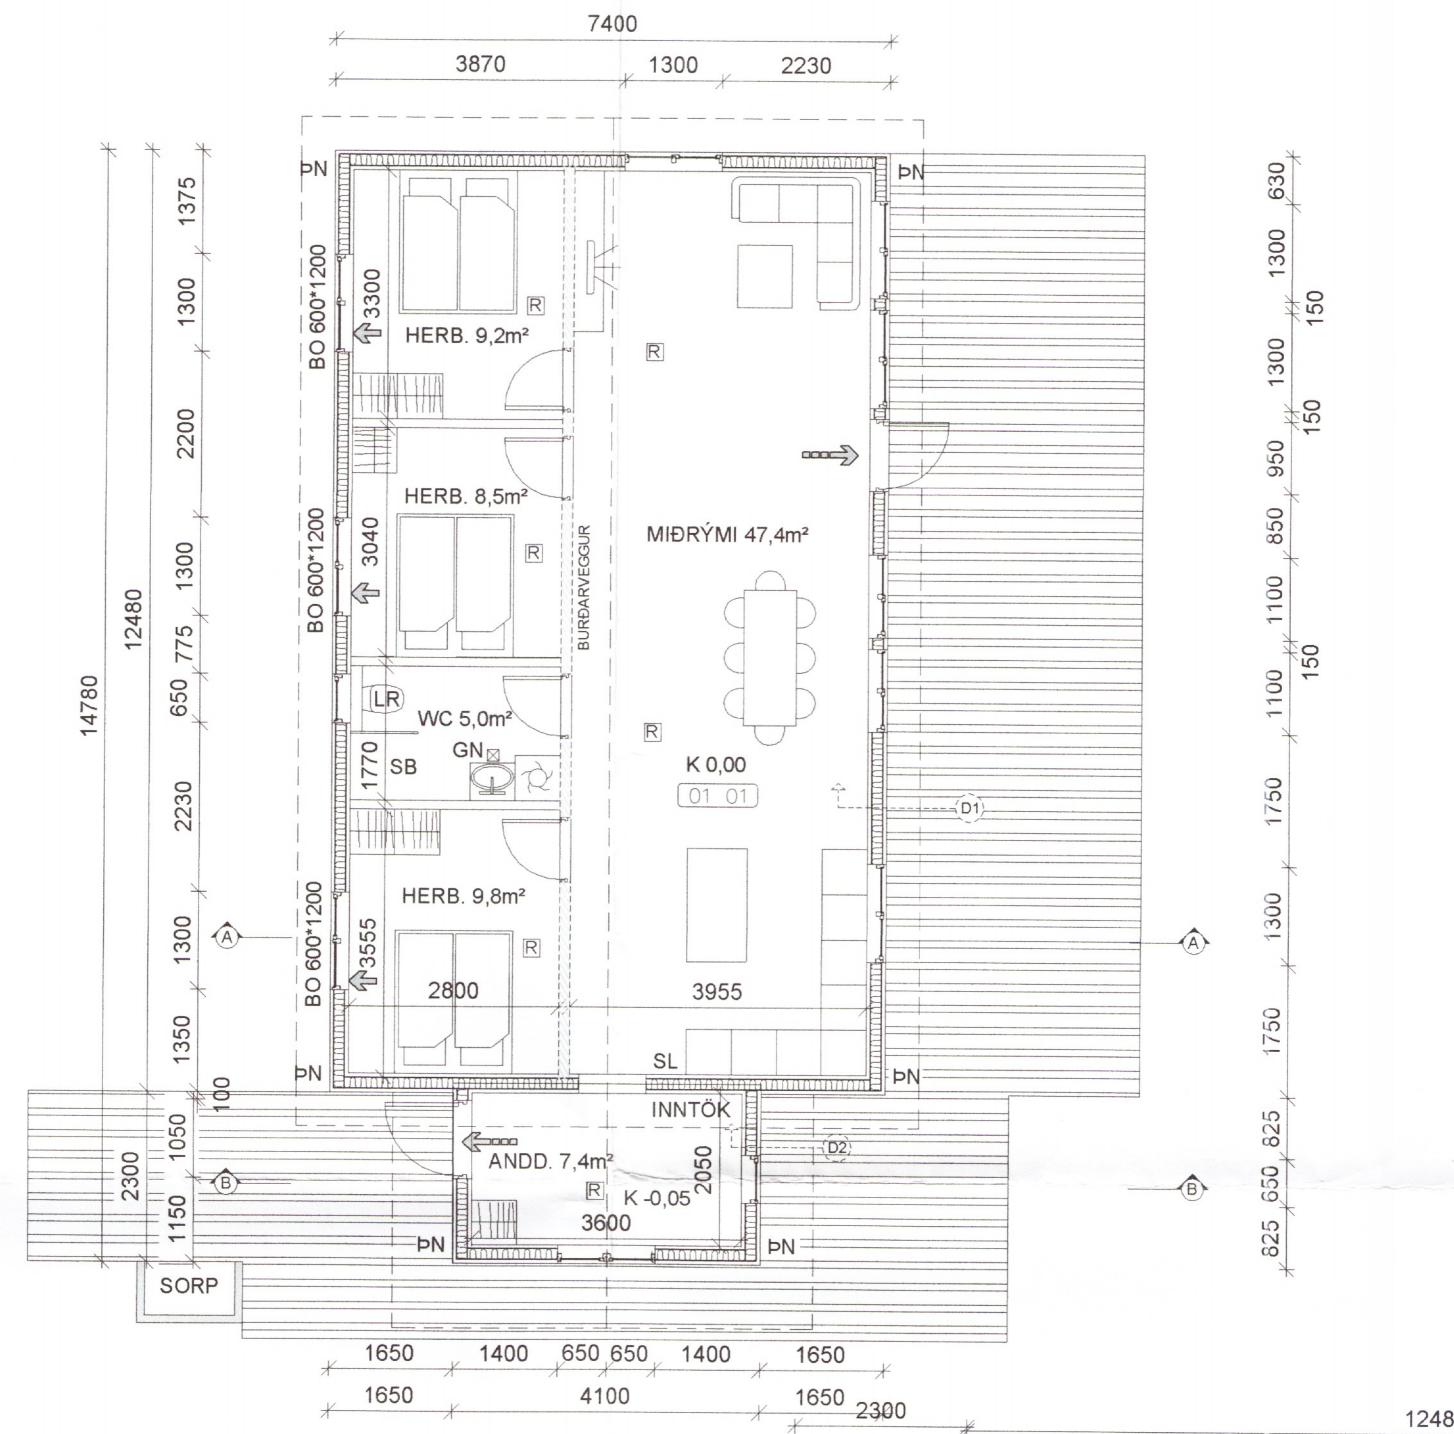 7400
3870 1300 2230
ÞN
ÞN
1375
630
BO 600*1200
1300
3300
R
HERB. 9,2m²
R
1300
150
1300
150
2200
950
HERB. 8,5m²
MIÐRÝMI 47,4m²
BURÐARVEGGUR
BO 600*1200
1300
3040
R
850
1100
12480
775
150
14780
650
LR
WC 5,0m²
GN
SB
1770
R
K 0,00
01 01
1100
D1
2230
1750
HERB. 9,8m²
BO 600*1200
1300
3555
R
A
A
1300
2800
3955
1350
1750
SL
ÞN
ÞN
100
INNTÖK
1050
825
D2
2300
ANDD. 7,4m²
2050
B
R
K -0,05
B
650
1150
3600
825
ÞN
ÞN
SORP
1650 1400 650 650 1400 1650
1650 4100 1650
2300
1248